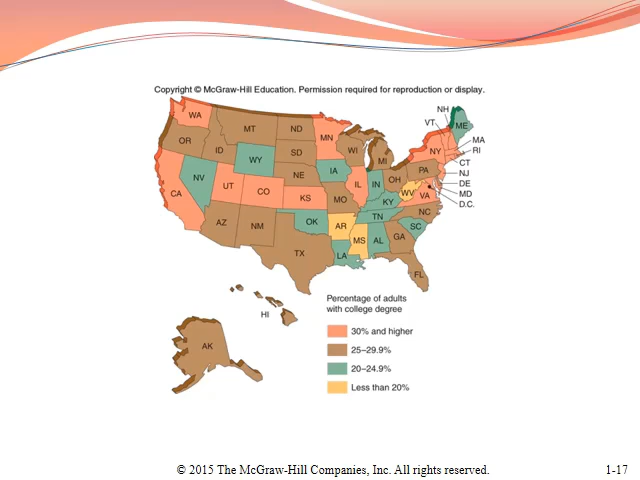 Copyright © McGraw-Hill Education. Permission required for reproduction or display.
NH
VT
ME
WA
MT
ND
MN
OR
ID
SD
WI
MI
NY
MA
RI
CT
WY
IA
NE
PA
NJ
NV
UT
CO
IL
IN
OH
DE
MD
D.C.
CA
KS
MO
WV
VA
KY
AZ
NM
OK
AR
TN
NC
SC
MS
AL
GA
TX
LA
FL
HI
AK
Percentage of adults
with college degree
30% and higher
25–29.9%
20–24.9%
Less than 20%
© 2015 The McGraw-Hill Companies, Inc. All rights reserved.
1-17